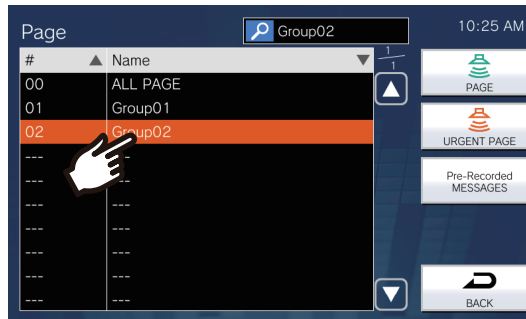 Page
Group02
10:25 AM
# Name
1
1
00 ALL PAGE
01 Group01
02 Group02
--- ---
--- ---
--- ---
--- ---
--- ---
--- ---
--- ---
PAGE
URGENT PAGE
Pre-Recorded
MESSAGES
BACK